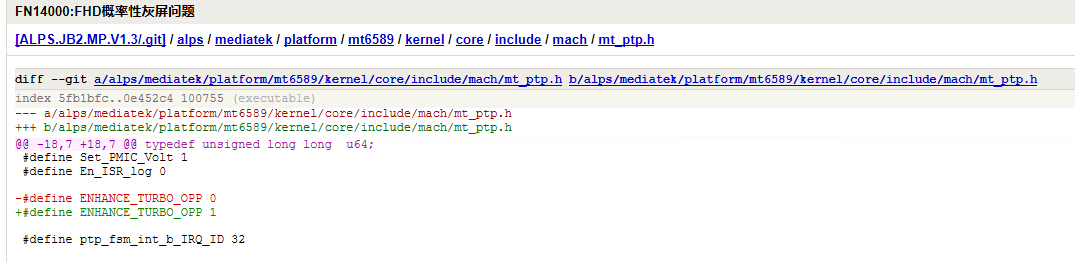 FN14000:FHD概率性灰屏问题
[ALPS.JB2.MP.V1.3/.git] / alps / mediatek / platform / mt6589 / kernel / core / include / mach / mt_ptp.h
diff --git a/alps/mediatek/platform/mt6589/kernel/core/include/mach/mt_ptp.h b/alps/mediatek/platform/mt6589/kernel/core/include/mach/mt_ptp.h
index 5fb1bfc..0e452c4 100755 (executable)
--- a/alps/mediatek/platform/mt6589/kernel/core/include/mach/mt_ptp.h
+++ b/alps/mediatek/platform/mt6589/kernel/core/include/mach/mt_ptp.h
@@ -18,7 +18,7 @@ typedef unsigned long long  u64;
 #define Set_PMIC_Volt 1
 #define En_ISR_log 0
-#define ENHANCE_TURBO_OPP 0
+#define ENHANCE_TURBO_OPP 1
 #define ptp_fsm_int_b_IRQ_ID 32